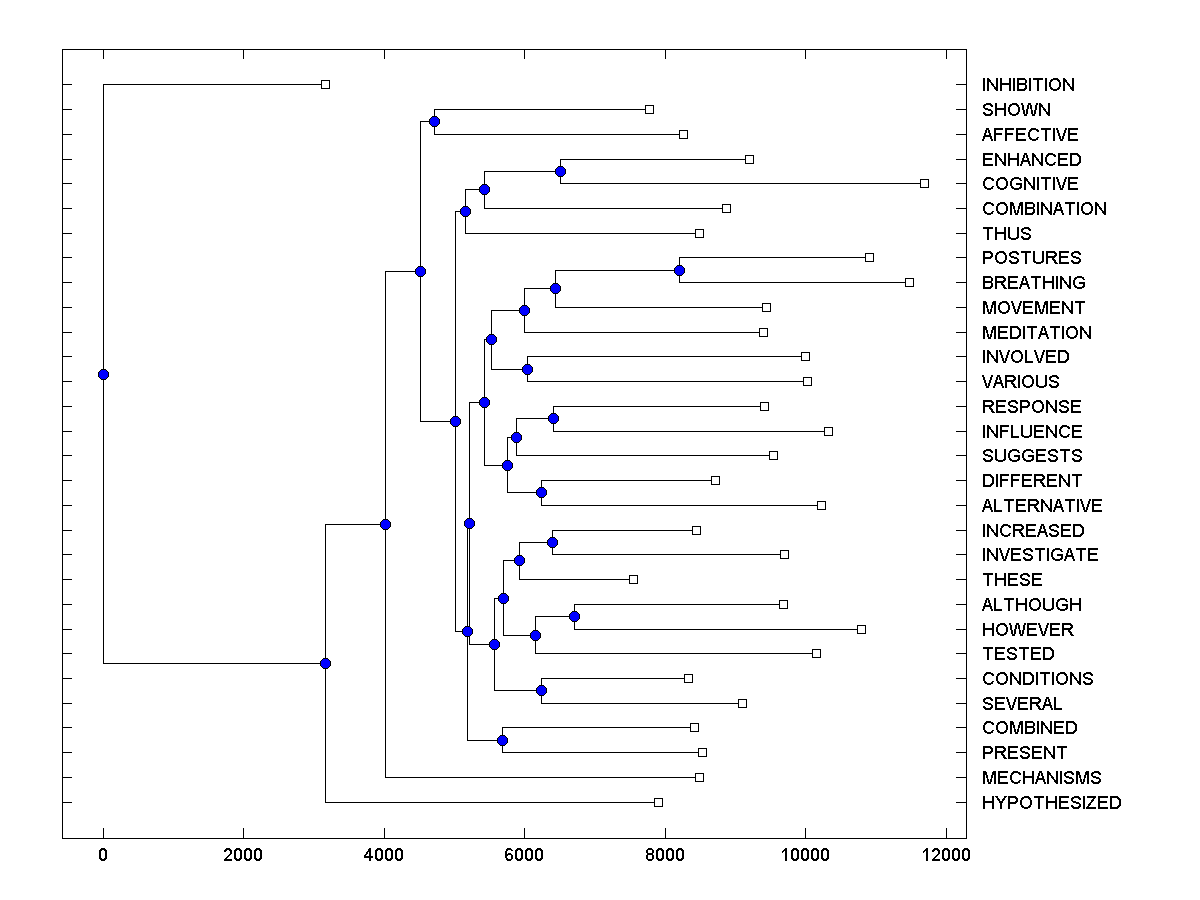 INHIBITION
SHOWN
AFFECTIVE
ENHANCED
COGNITIVE
COMBINATION
THUS
POSTURES
BREATHING
MOVEMENT
MEDITATION
INVOLVED
VARIOUS
RESPONSE
INFLUENCE
SUGGESTS
DIFFERENT
ALTERNATIVE
INCREASED
INVESTIGATE
THESE
ALTHOUGH
HOWEVER
TESTED
CONDITIONS
SEVERAL
COMBINED
PRESENT
MECHANISMS
HYPOTHESIZED
0 2000 4000 6000 8000 10000 12000